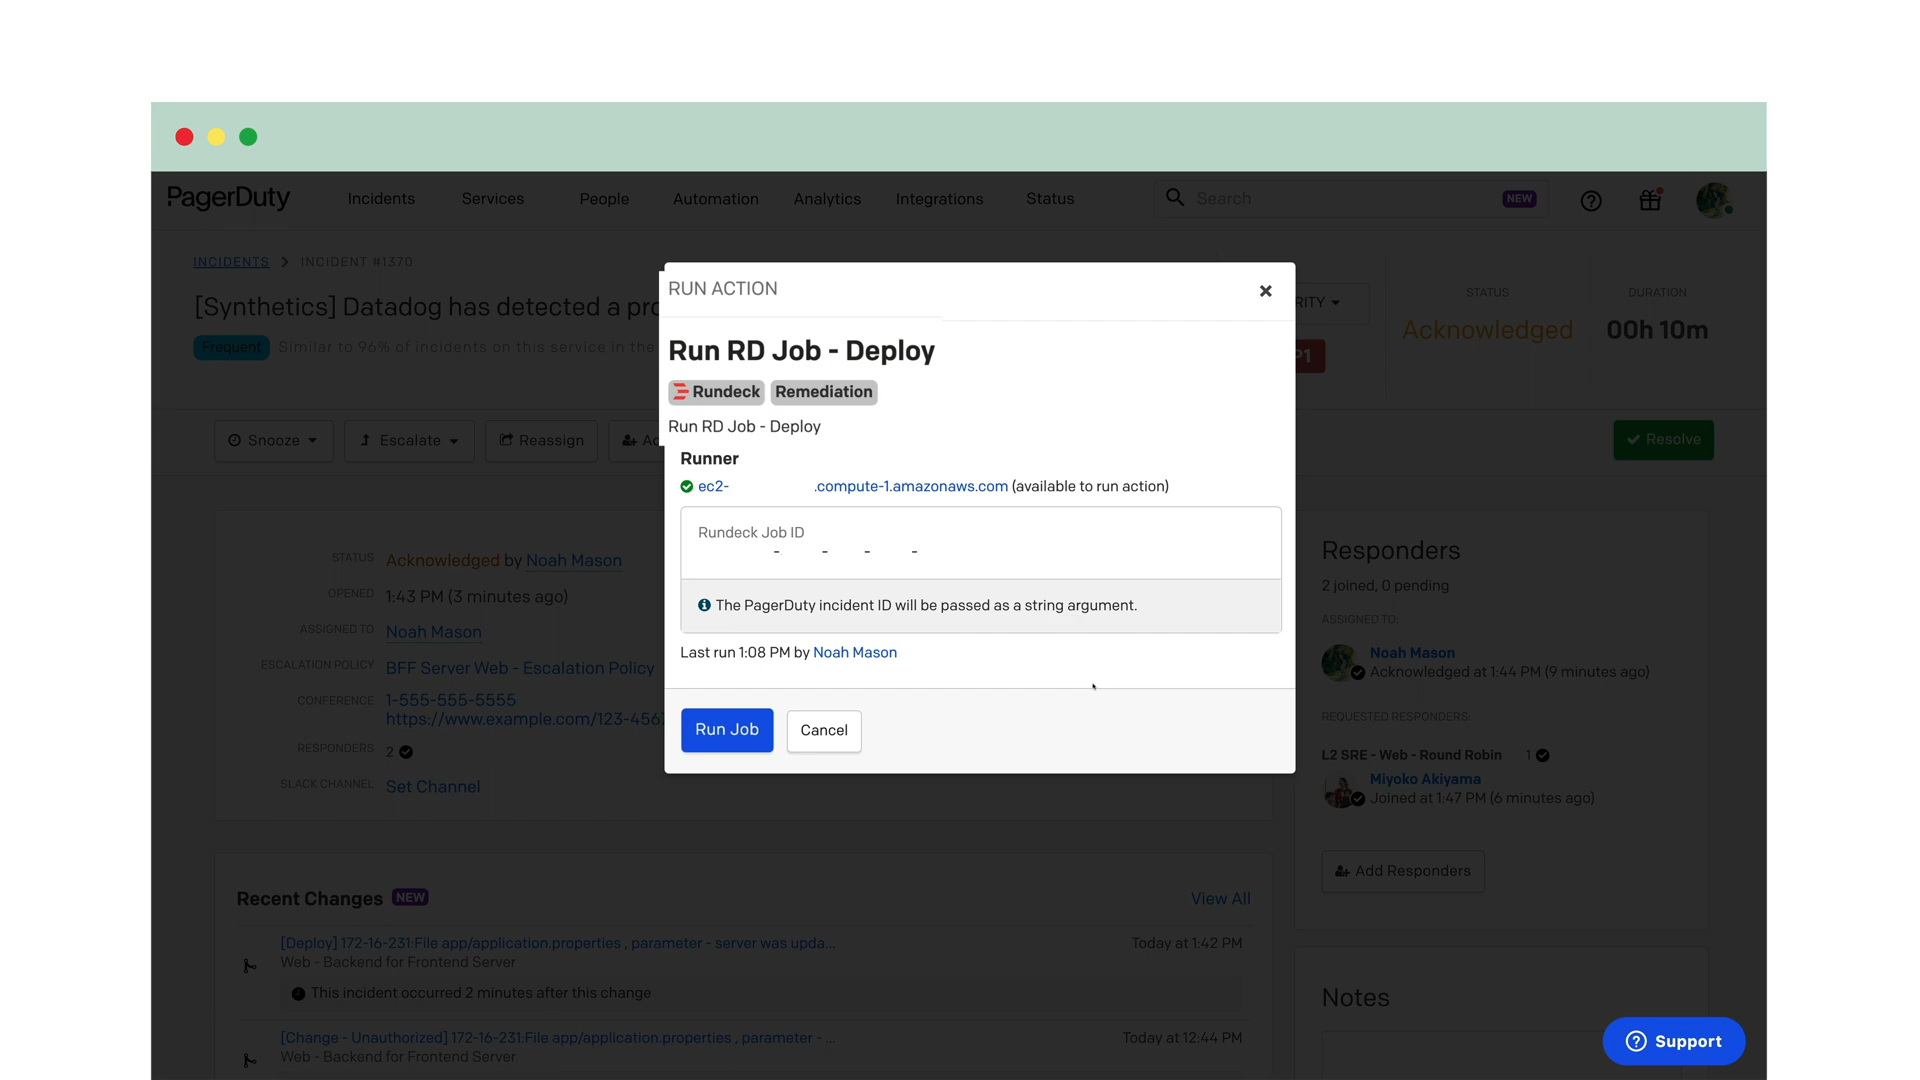 PagerDuty Incidents Services People Automation Analytics Integrations Status Search NEW
INCIDENTS > INCIDENT #1370
[Synthetics] Datadog has detected a pro
Frequent Similar to 96% of incidents on this service in the
RITY
P1
STATUS
Acknowledged
DURATION
00h 10m
Snooze Escalate Reassign Ad
Resolve
RUN ACTION ×
Run RD Job - Deploy
Rundeck Remediation
Run RD Job - Deploy
Runner
ec2- .compute-1.amazonaws.com (available to run action)
Rundeck Job ID
- - - -
The PagerDuty incident ID will be passed as a string argument.
Last run 1:08 PM by Noah Mason
Run Job Cancel
STATUS Acknowledged by Noah Mason
OPENED 1:43 PM (3 minutes ago)
ASSIGNED TO Noah Mason
ESCALATION POLICY BFF Server Web - Escalation Policy
CONFERENCE 1-555-555-5555
https://www.example.com/123-456
RESPONDERS 2
SLACK CHANNEL Set Channel
Recent Changes NEW View All
[Deploy] 172-16-231:File app/application.properties , parameter - server was upda... Today at 1:42 PM
Web - Backend for Frontend Server
This incident occurred 2 minutes after this change
[Change - Unauthorized] 172-16-231:File app/application.properties , parameter - ... Today at 12:44 PM
Web - Backend for Frontend Server
Responders
2 joined, 0 pending
ASSIGNED TO:
Noah Mason
Acknowledged at 1:44 PM (9 minutes ago)
REQUESTED RESPONDERS:
L2 SRE - Web - Round Robin 1
Miyoko Akiyama
Joined at 1:47 PM (6 minutes ago)
Add Responders
Notes
Support